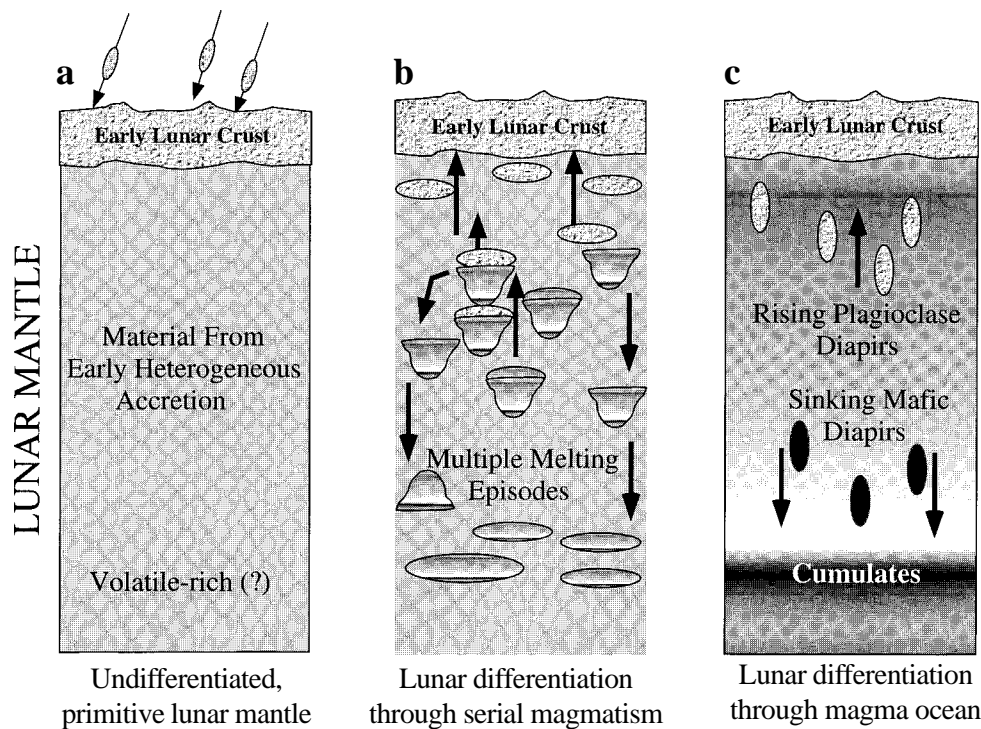 LUNAR MANTLE
a
Early Lunar Crust
Material From
Early Heterogeneous
Accretion
Volatile-rich (?)
Undifferentiated,
primitive lunar mantle
b
Early Lunar Crust
Multiple Melting
Episodes
Lunar differentiation
through serial magmatism
c
Early Lunar Crust
Rising Plagioclase
Diapirs
Sinking Mafic
Diapirs
Cumulates
Lunar differentiation
through magma ocean